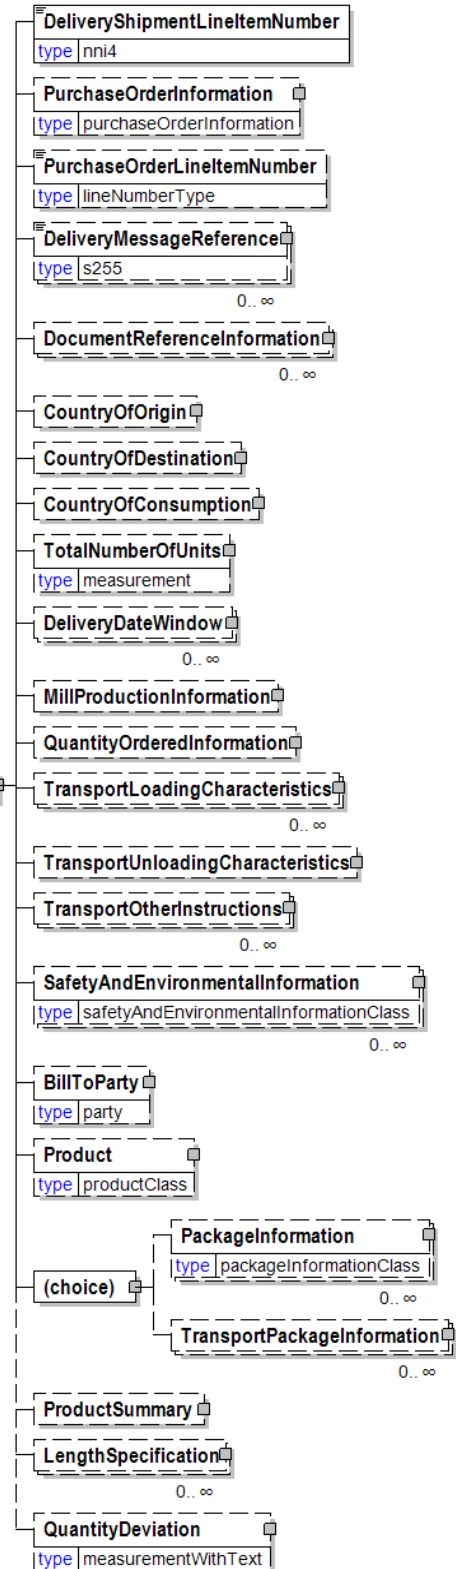 DeliveryShipmentLineItemNumber
type nni4
PurchaseOrderInformation
type purchaseOrderInformation
PurchaseOrderLineItemNumber
type lineNumberType
DeliveryMessageReference
type s255
0.. ∞
DocumentReferenceInformation
0.. ∞
CountryOfOrigin
CountryOfDestination
CountryOfConsumption
TotalNumberOfUnits
type measurement
DeliveryDateWindow
0.. ∞
MillProductionInformation
QuantityOrderedInformation
TransportLoadingCharacteristics
0.. ∞
TransportUnloadingCharacteristics
TransportOtherInstructions
0.. ∞
SafetyAndEnvironmentalInformation
type safetyAndEnvironmentalInformationClass
0.. ∞
BillToParty
type party
Product
type productClass
PackageInformation
type packageInformationClass
0.. ∞
(choice)
TransportPackageInformation
0.. ∞
ProductSummary
LengthSpecification
0.. ∞
QuantityDeviation
type measurementWithText